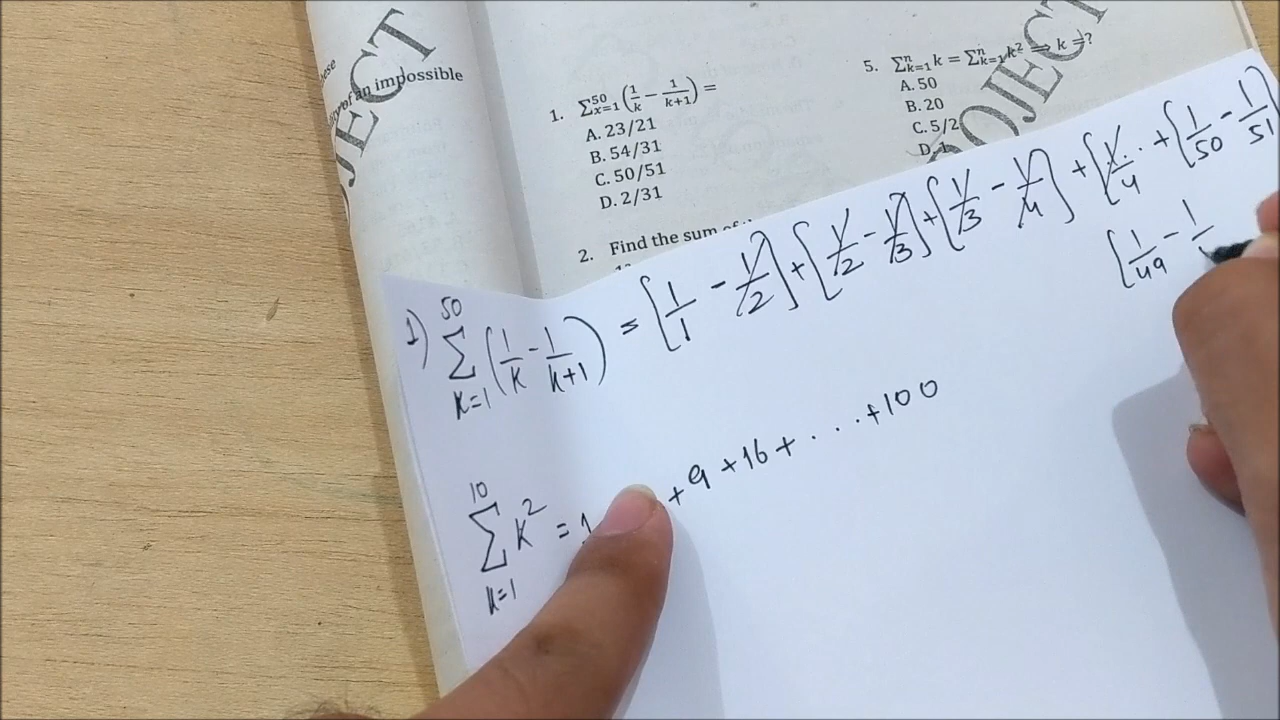 JECT
an impossible
1. ∑⁵⁰ₓ₌₁ (1/k − 1/(k+1)) =
A. 23/21
B. 54/31
C. 50/51
D. 2/31
2. Find the sum of
5. ∑ⁿₖ₌₁ k = ∑ⁿₖ₌₁ k² ⟹ k =?
A. 50
B. 20
C. 5/2
D. 1
OJECT
1) ∑⁵⁰ₖ₌₁ (1/k − 1/(k+1)) = [1/1 − 1/2] + [1/2 − 1/3] + [1/3 − 1/4] + [1/4 . + [1/50 − 1/51
[1/49 − 1/
∑¹⁰ₖ₌₁ k² = 1 + 9 + 16 + . . . + 100